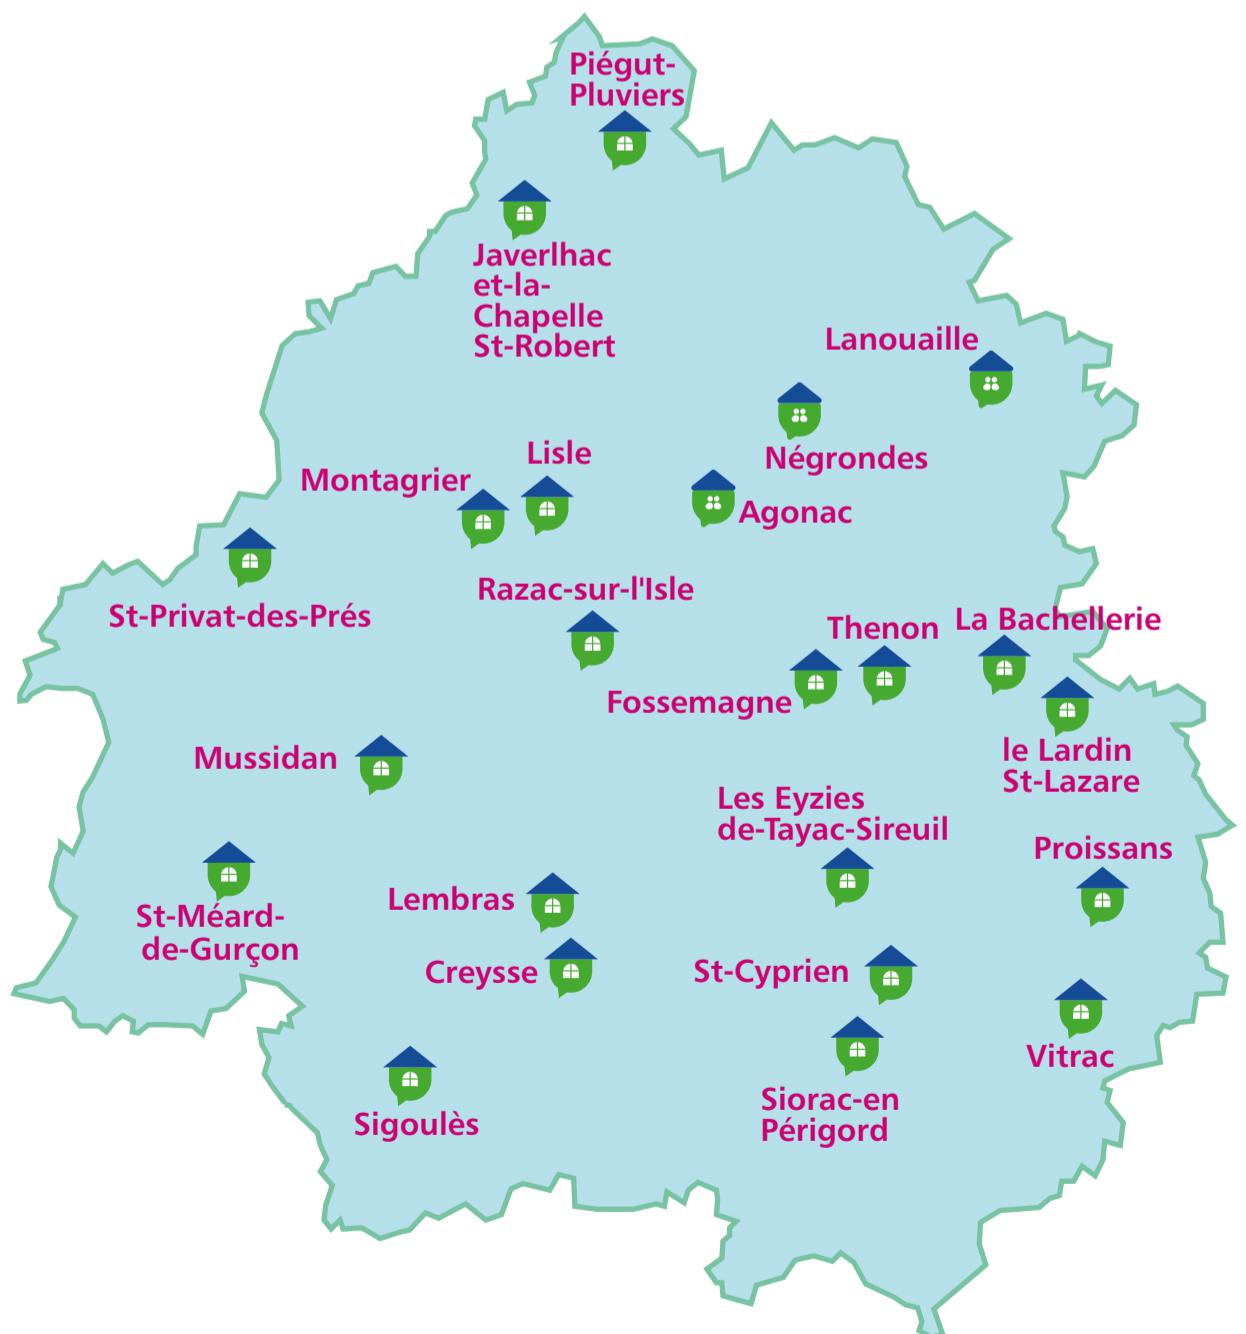 Piégut-
Pluviers
Javerlhac
et-la-
Chapelle
St-Robert
Lanouaille
Négrondes
Lisle
Montagrier
Agonac
Razac-sur-l'Isle
St-Privat-des-Prés
La Bachellerie
Thenon
Fossemagne
le Lardin
St-Lazare
Mussidan
Les Eyzies
de-Tayac-Sireuil
Proissans
Lembras
St-Méard-
de-Gurçon
Creysse
St-Cyprien
Vitrac
Siorac-en
Périgord
Sigoulès